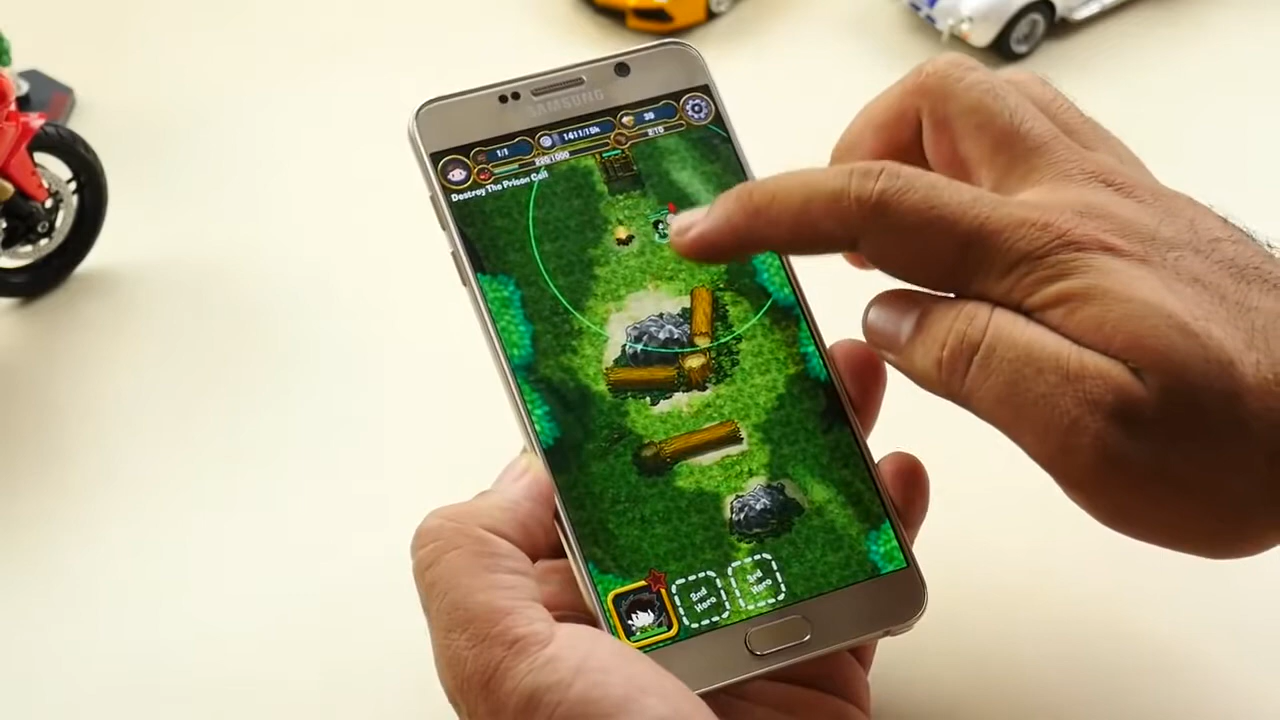 SAMSUNG
1/1
1411/15k
39
220/1000
2/10
Destroy The Prison Cell
2nd
Hero
3rd
Hero